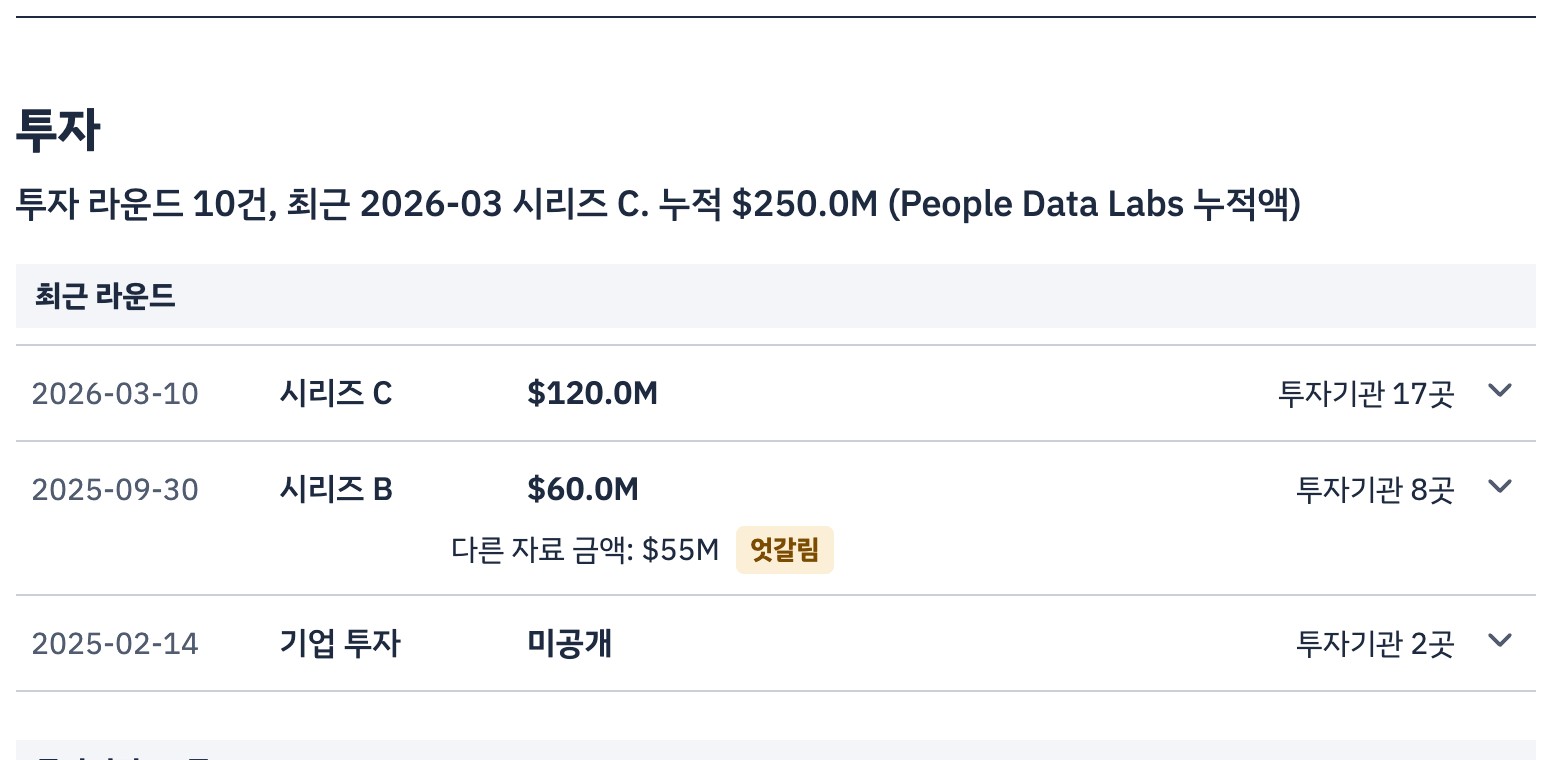 투자
투자 라운드 10건, 최근 2026-03 시리즈 C. 누적 $250.0M (People Data Labs 누적액)
최근 라운드
2026-03-10 시리즈 C $120.0M 투자기관 17곳
2025-09-30 시리즈 B $60.0M 투자기관 8곳
다른 자료 금액: $55M 엇갈림
2025-02-14 기업 투자 미공개 투자기관 2곳